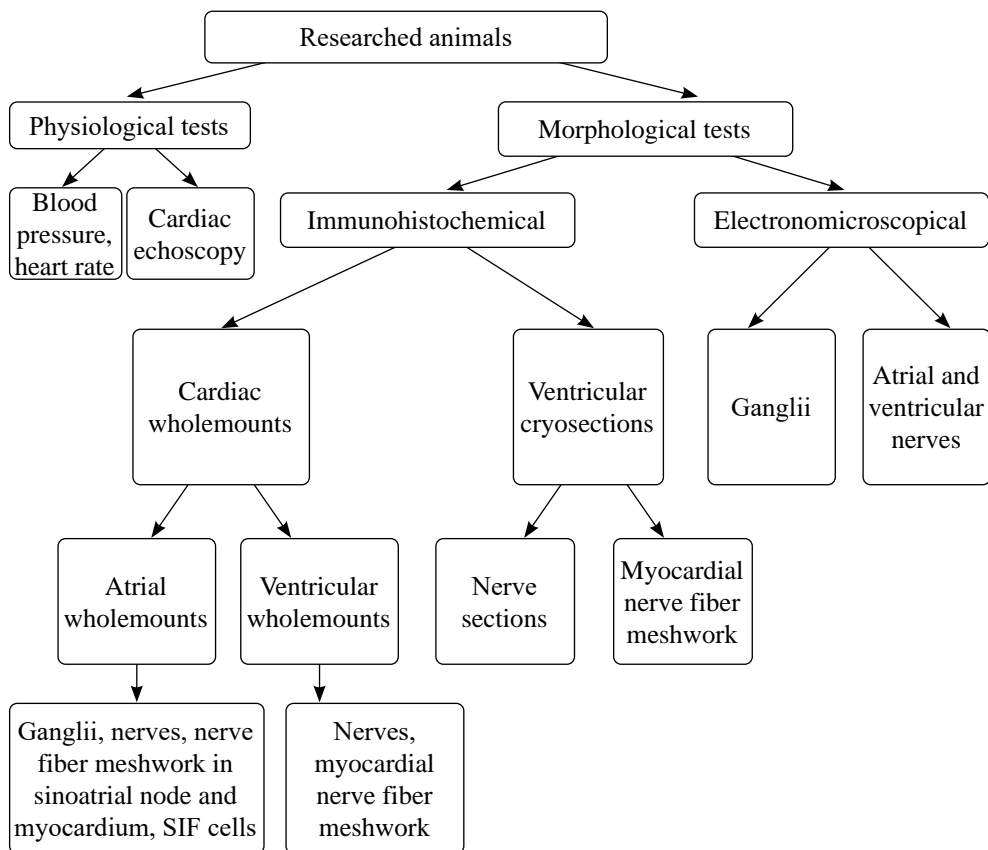 Researched animals
Physiological tests
Morphological tests
Blood
pressure,
heart rate
Cardiac
echoscopy
Immunohistochemical
Electronomicroscopical
Cardiac
wholemounts
Ventricular
cryosections
Ganglii
Atrial and
ventricular
nerves
Atrial
wholemounts
Ventricular
wholemounts
Nerve
sections
Myocardial
nerve fiber
meshwork
Ganglii, nerves, nerve
fiber meshwork in
sinoatrial node and
myocardium, SIF cells
Nerves,
myocardial
nerve fiber
meshwork